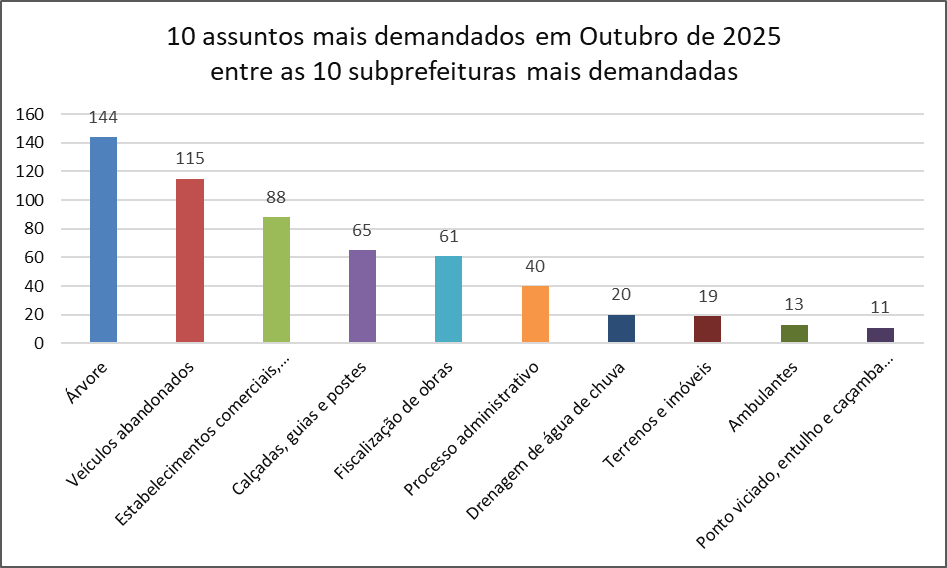 10 assuntos mais demandados em Outubro de 2025
entre as 10 subprefeituras mais demandadas
160
140
120
100
80
60
40
20
0
144
115
88
65
61
40
20
19
13
11
Árvore
Veículos abandonados
Estabelecimentos comerciais,...
Calçadas, guias e postes
Fiscalização de obras
Processo administrativo
Drenagem de água de chuva
Terrenos e imóveis
Ambulantes
Ponto viciado, entulho e caçamba...